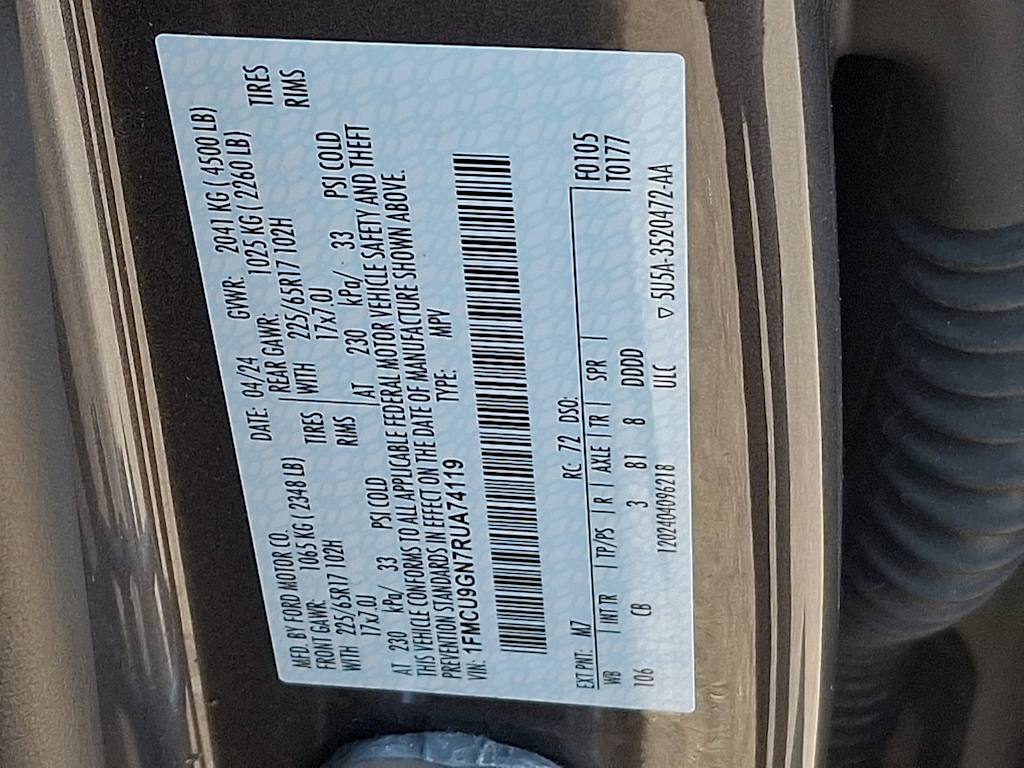 MFD. BY FORD MOTOR CO. DATE: 04/24 GVWR: 2041 KG ( 4500 LB)
FRONT GAWR: 1065 KG ( 2348 LB) REAR GAWR: 1025 KG ( 2260 LB)
WITH 225/65R17 102H TIRES WITH 225/65R17 102H TIRES
17x7.0J RIMS 17x7.0J RIMS
AT 230 kPa/ 33 PSI COLD AT 230 kPa/ 33 PSI COLD
THIS VEHICLE CONFORMS TO ALL APPLICABLE FEDERAL MOTOR VEHICLE SAFETY AND THEFT
PREVENTION STANDARDS IN EFFECT ON THE DATE OF MANUFACTURE SHOWN ABOVE.
VIN: 1FMCU9GN7RUA74119 TYPE: MPV
EXT PNT: MZ RC: 72 DSO: F0105
WB INT TR TP/PS R AXLE TR SPR T0177
106 CB 3 81 8 DDDD
120240409621B ULC ▽ 5U5A-3520472-AA